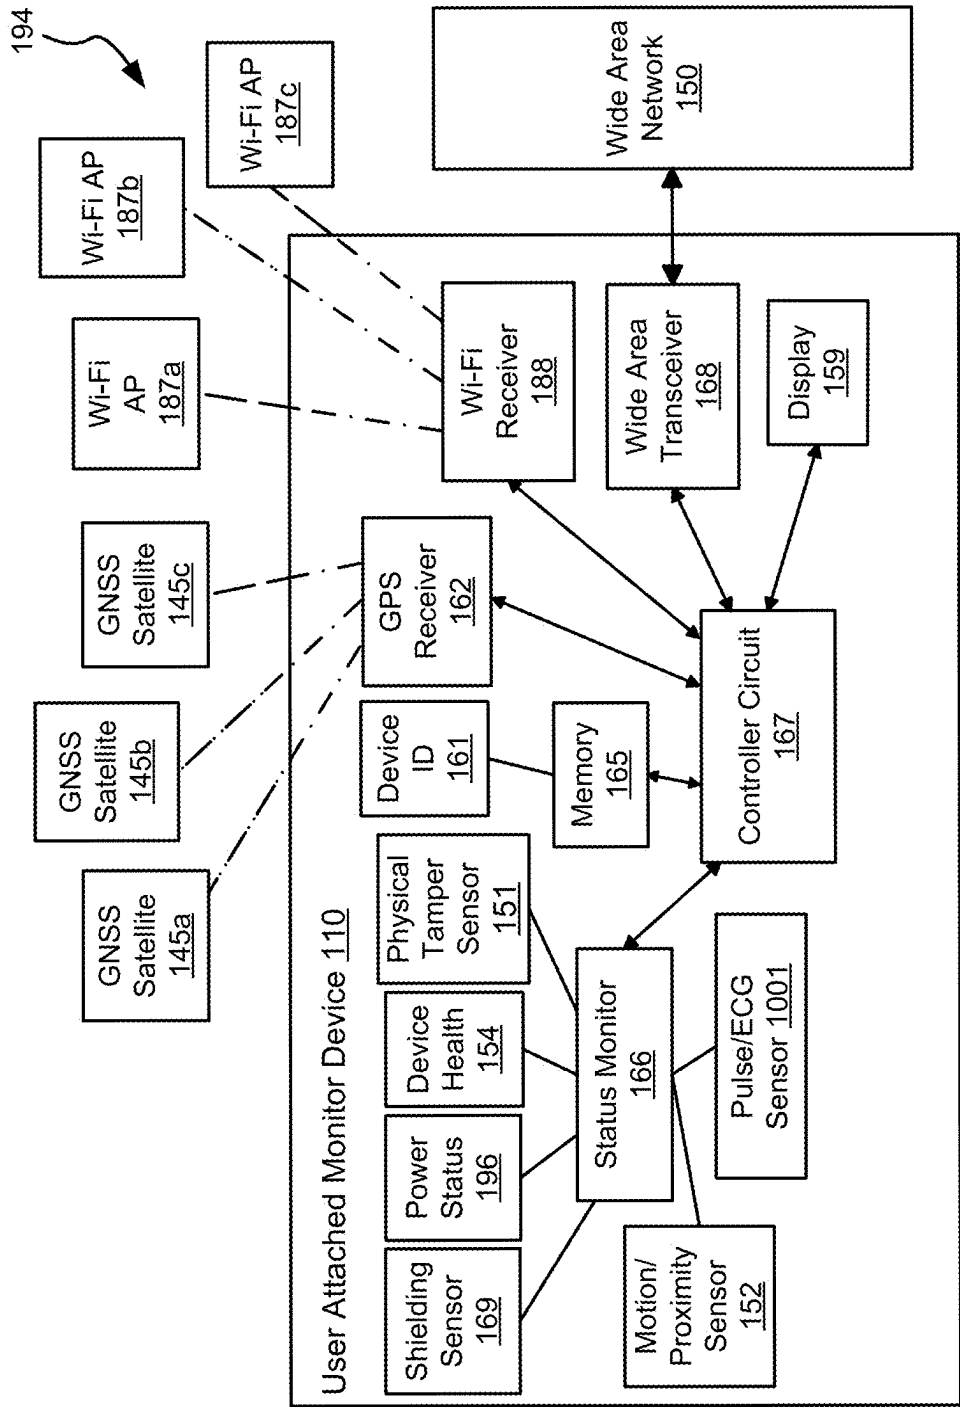 194
GNSS
Satellite
145a
GNSS
Satellite
145b
GNSS
Satellite
145c
Wi-Fi
AP
187a
Wi-Fi AP
187b
Wi-Fi AP
187c
User Attached Monitor Device 110
Shielding
Sensor
169
Power
Status
196
Device
Health
154
Physical
Tamper
Sensor
151
Device
ID
161
GPS
Receiver
162
Wi-Fi
Receiver
188
Wide Area
Network
150
Status Monitor
166
Memory
165
Wide Area
Transceiver
168
Motion/
Proximity
Sensor
152
Pulse/ECG
Sensor 1001
Controller Circuit
167
Display
159